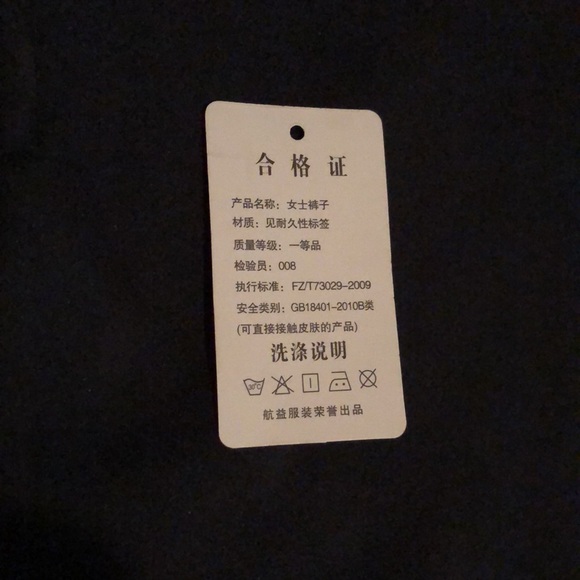 合格证
产品名称：女士裤子
材质：见耐久性标签
质量等级：一等品
检验员：008
执行标准：FZ/T73029-2009
安全类别：GB18401-2010B类
(可直接接触皮肤的产品)
洗涤说明
30°C
航益服装荣誉出品